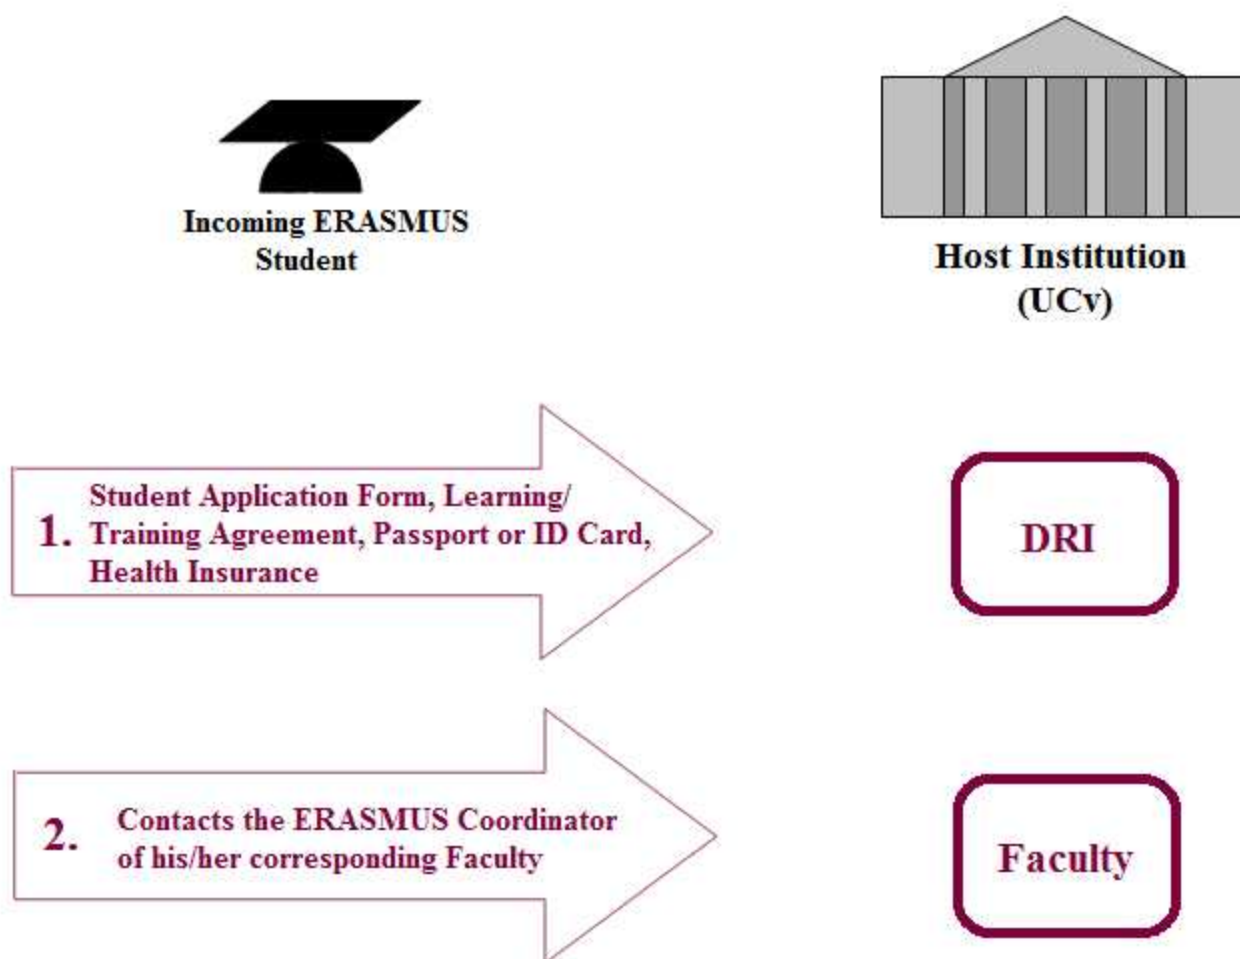 Incoming ERASMUS
Student
Host Institution
(UCv)
1. Student Application Form, Learning/
Training Agreement, Passport or ID Card,
Health Insurance
DRI
2. Contacts the ERASMUS Coordinator
of his/her corresponding Faculty
Faculty